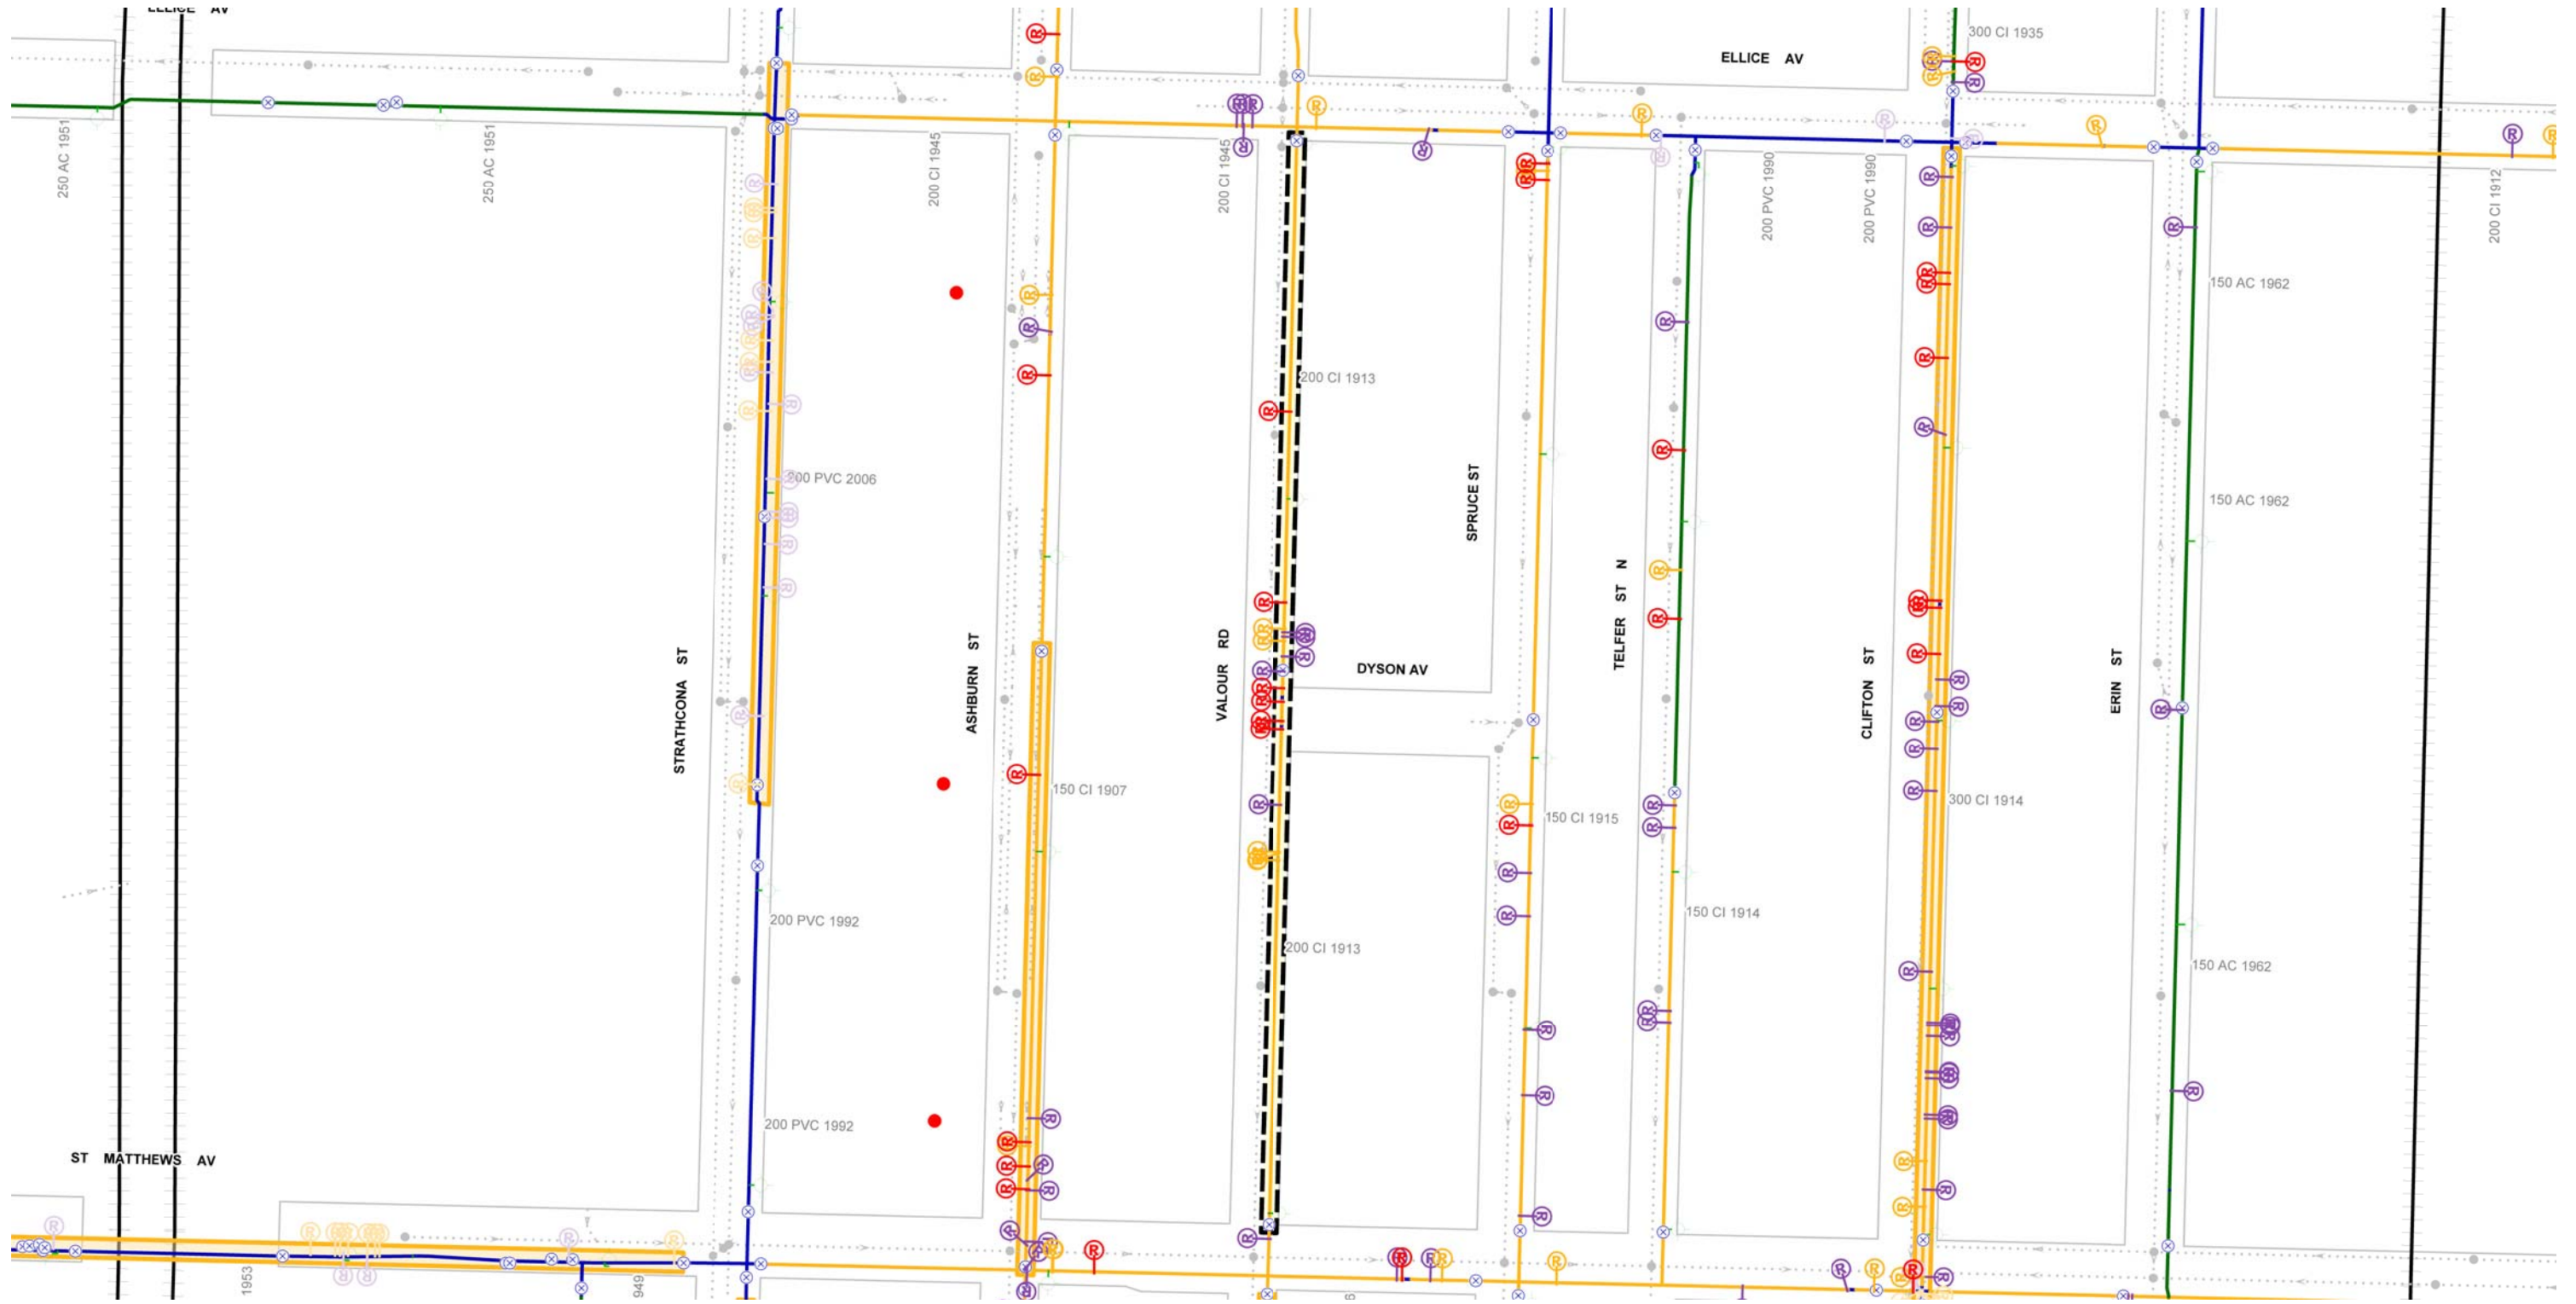 ELLICE AV
300 CI 1935
ELLICE AV
250 AC 1951
250 AC 1951
200 CI 1945
200 CI 1945
200 PVC 1990
200 PVC 1990
200 CI 1912
150 AC 1962
200 CI 1913
200 PVC 2006
150 AC 1962
SPRUCE ST
TELFER ST N
STRATHCONA ST
ASHBURN ST
VALOUR RD
DYSON AV
CLIFTON ST
ERIN ST
150 CI 1907
150 CI 1915
300 CI 1914
200 PVC 1992
150 CI 1914
200 CI 1913
150 AC 1962
200 PVC 1992
ST MATTHEWS AV
1953
949